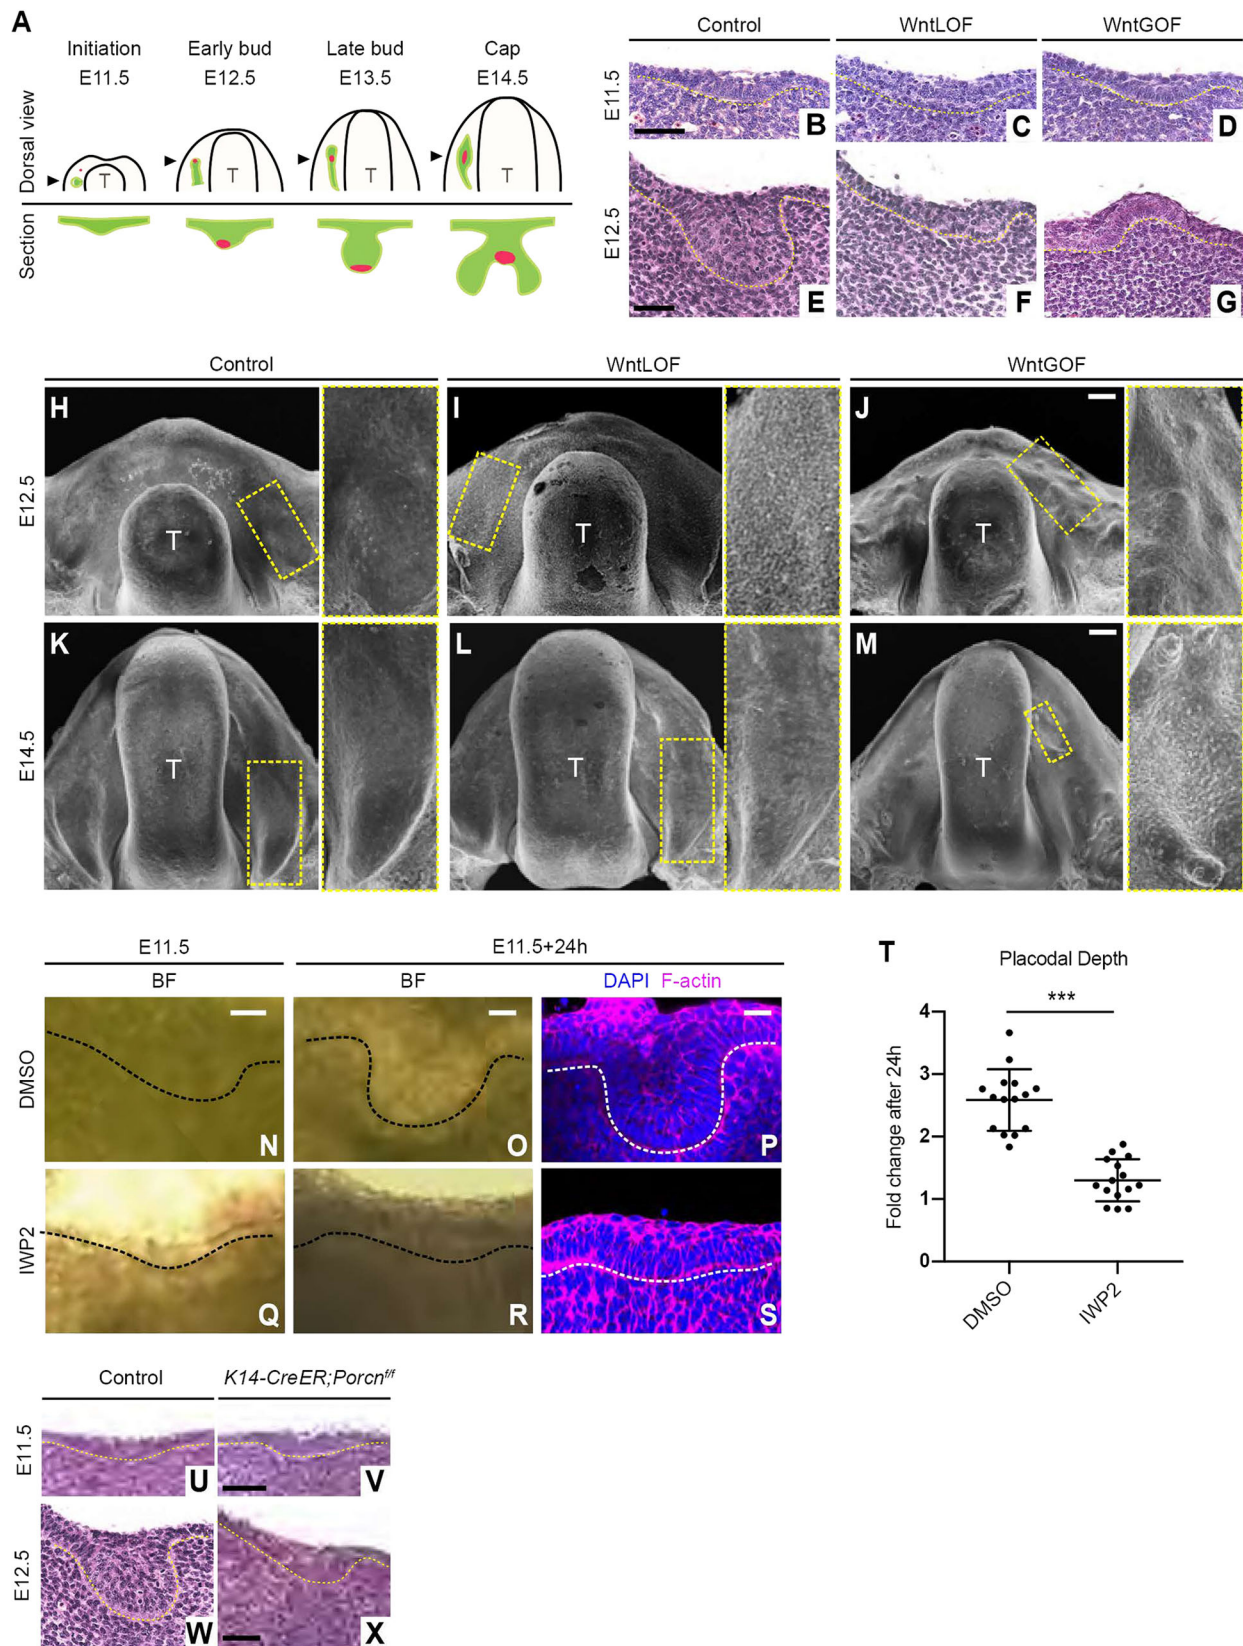 A
Initiation Early bud Late bud Cap
E11.5 E12.5 E13.5 E14.5
Dorsal view
T T T T
Section
Control WntLOF WntGOF
E11.5
B C D
E12.5
E F G
Control WntLOF WntGOF
E12.5
H I J
T T T
E14.5
K L M
T T T
E11.5 E11.5+24h
BF BF DAPI F-actin
DMSO
N O P
IWP2
Q R S
T
Placodal Depth
***
Fold change after 24h
4
3
2
1
0
DMSO IWP2
Control K14-CreER;Porcn^f/f
E11.5
U V
E12.5
W X